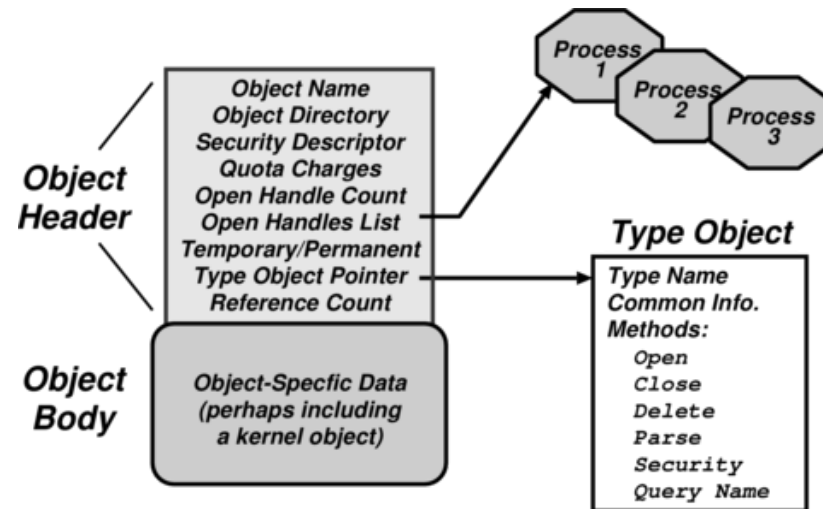 Object Name
Object Directory
Security Descriptor
Quota Charges
Open Handle Count
Open Handles List
Temporary/Permanent
Type Object Pointer
Reference Count
Object
Header
Object-Specfic Data
(perhaps including
a kernel object)
Object
Body
Process
1
Process
2
Process
3
Type Object
Type Name
Common Info.
Methods:
Open
Close
Delete
Parse
Security
Query Name